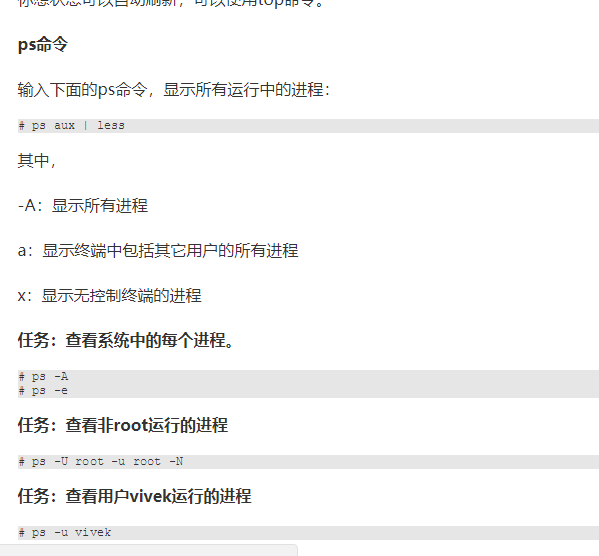 你想状态可以自动刷新，可以使用top命令。
ps命令
输入下面的ps命令，显示所有运行中的进程：
# ps aux | less
其中，
-A：显示所有进程
a：显示终端中包括其它用户的所有进程
x：显示无控制终端的进程
任务：查看系统中的每个进程。
# ps -A
# ps -e
任务：查看非root运行的进程
# ps -U root -u root -N
任务：查看用户vivek运行的进程
# ps -u vivek